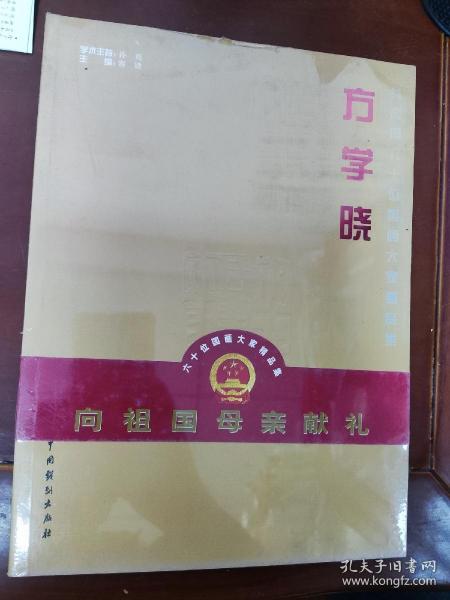 学术主持：孙 克
主 编：
方学晓
六十位国画大家精品集
向祖国母亲献礼
中国戏剧出版社
孔夫子旧书网
www.kongfz.com